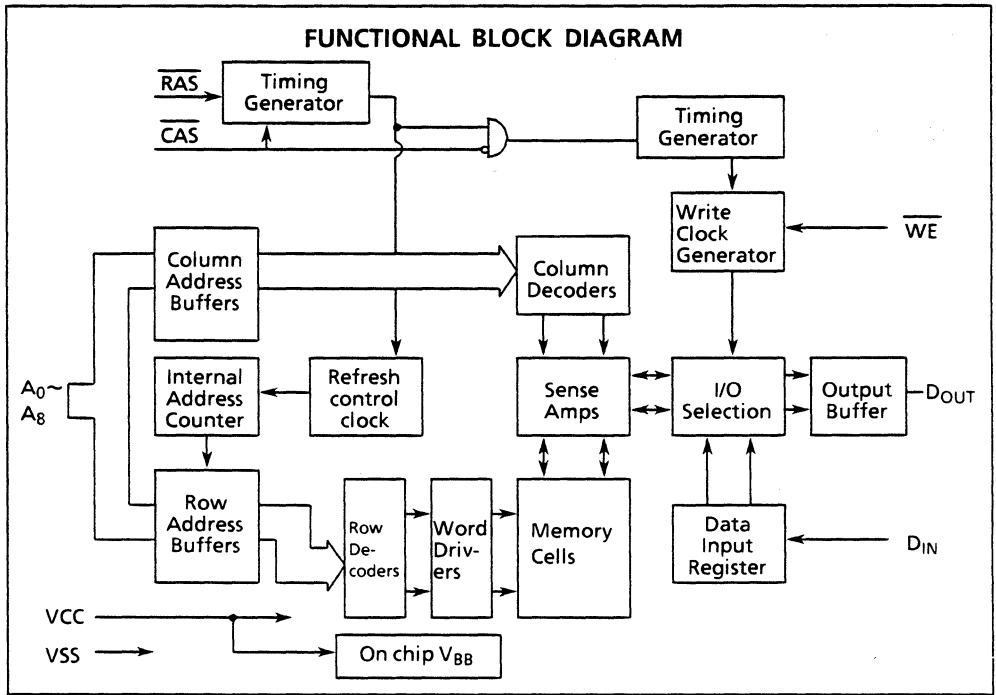 FUNCTIONAL BLOCK DIAGRAM
RAS
Timing
Generator
CAS
Timing
Generator
Write
Clock
Generator
WE
Column
Address
Buffers
Column
Decoders
A0~
A8
Internal
Address
Counter
Refresh
control
clock
Sense
Amps
I/O
Selection
Output
Buffer
DOUT
Row
Address
Buffers
Row
De-
coders
Word
Driv-
ers
Memory
Cells
Data
Input
Register
DIN
VCC
VSS
On chip VBB